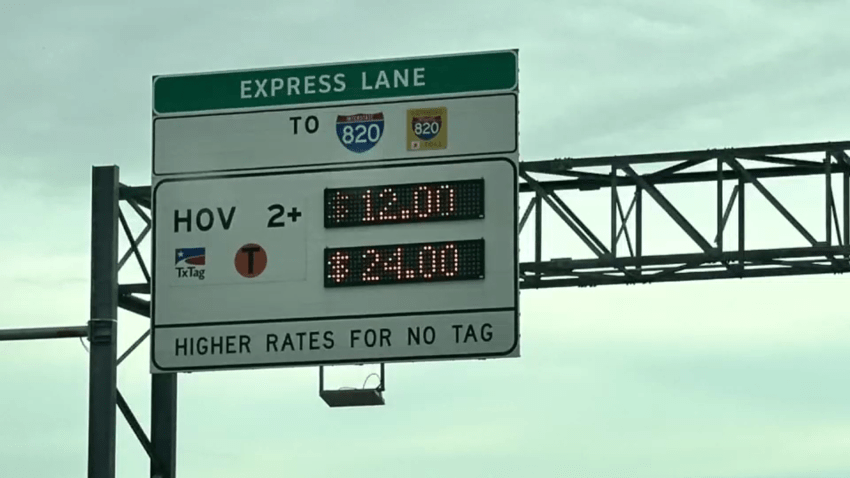 EXPRESS LANE
TO 820 820
HOV 2+ $12.00
TxTag T $24.00
HIGHER RATES FOR NO TAG